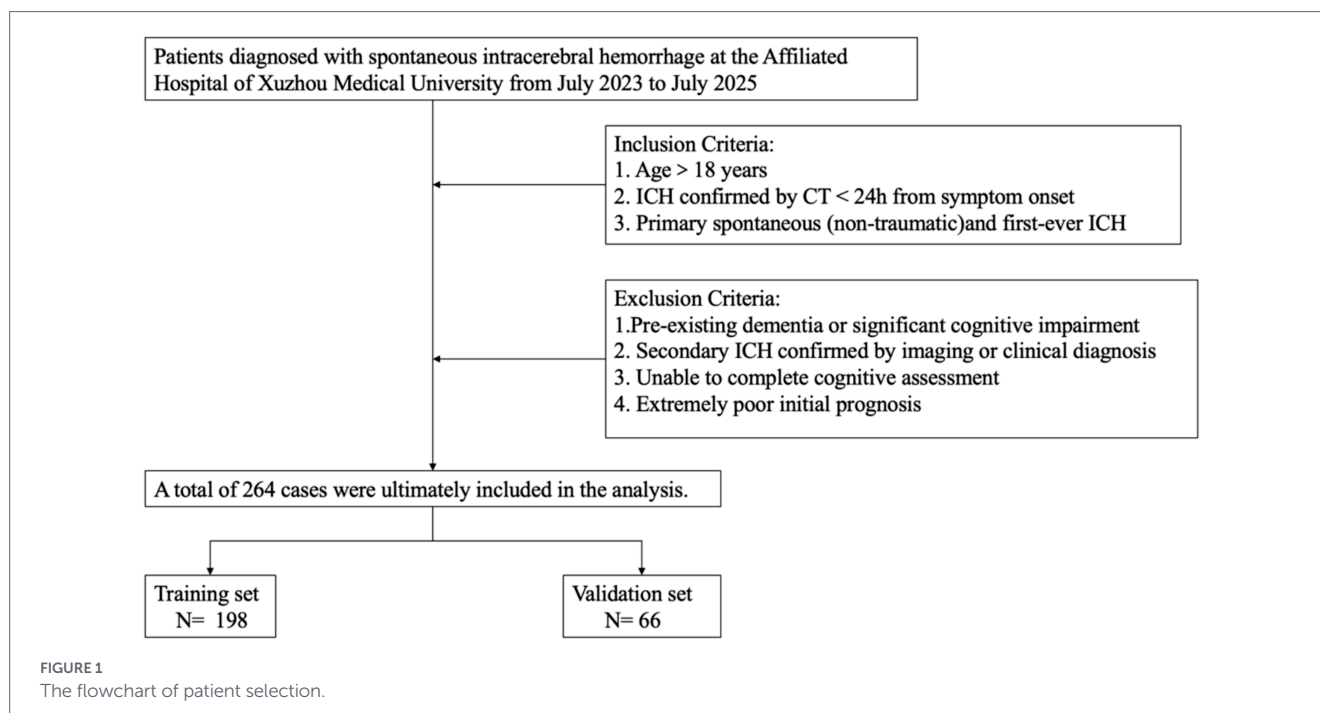 Patients diagnosed with spontaneous intracerebral hemorrhage at the Affiliated
Hospital of Xuzhou Medical University from July 2023 to July 2025
Inclusion Criteria:
1. Age > 18 years
2. ICH confirmed by CT < 24h from symptom onset
3. Primary spontaneous (non-traumatic)and first-ever ICH
Exclusion Criteria:
1.Pre-existing dementia or significant cognitive impairment
2. Secondary ICH confirmed by imaging or clinical diagnosis
3. Unable to complete cognitive assessment
4. Extremely poor initial prognosis
A total of 264 cases were ultimately included in the analysis.
Training set
N= 198
Validation set
N= 66
FIGURE 1
The flowchart of patient selection.